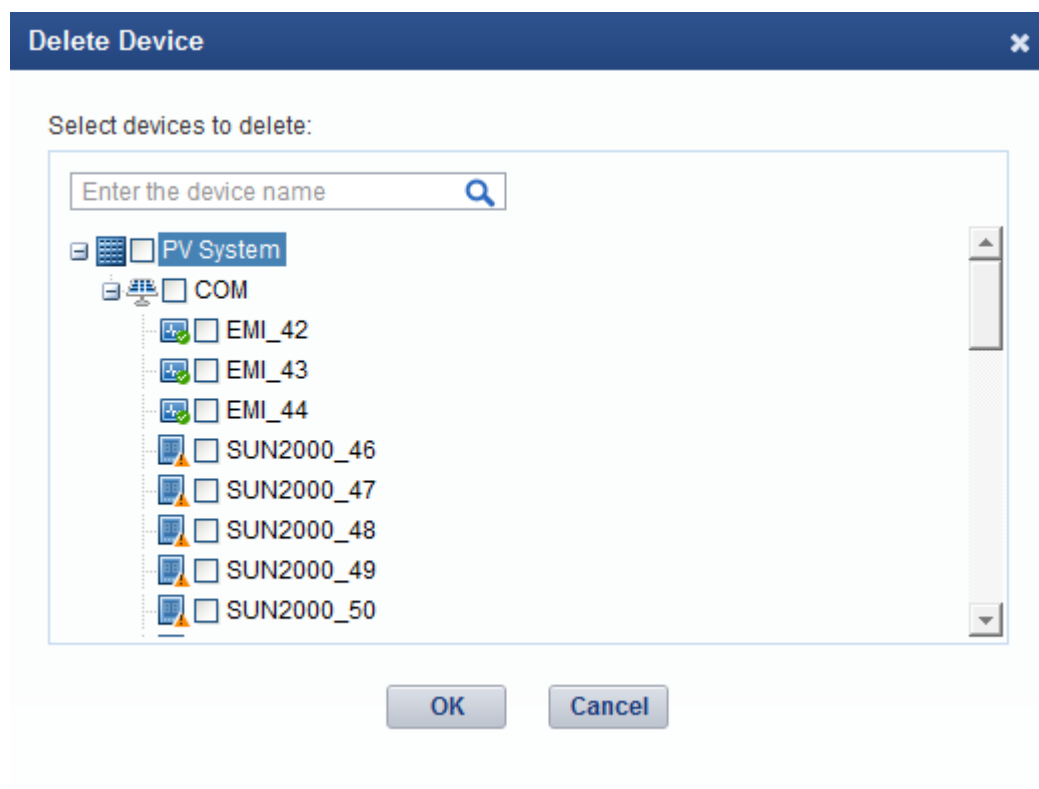 Delete Device
Select devices to delete:
Enter the device name
PV System
COM
EMI_42
EMI_43
EMI_44
SUN2000_46
SUN2000_47
SUN2000_48
SUN2000_49
SUN2000_50
OK
Cancel